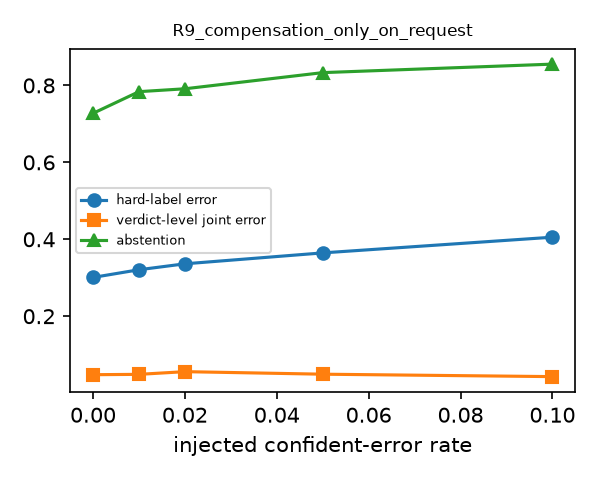 R9_compensation_only_on_request
0.8
0.6
0.4
0.2
hard-label error
verdict-level joint error
abstention
0.00 0.02 0.04 0.06 0.08 0.10
injected confident-error rate